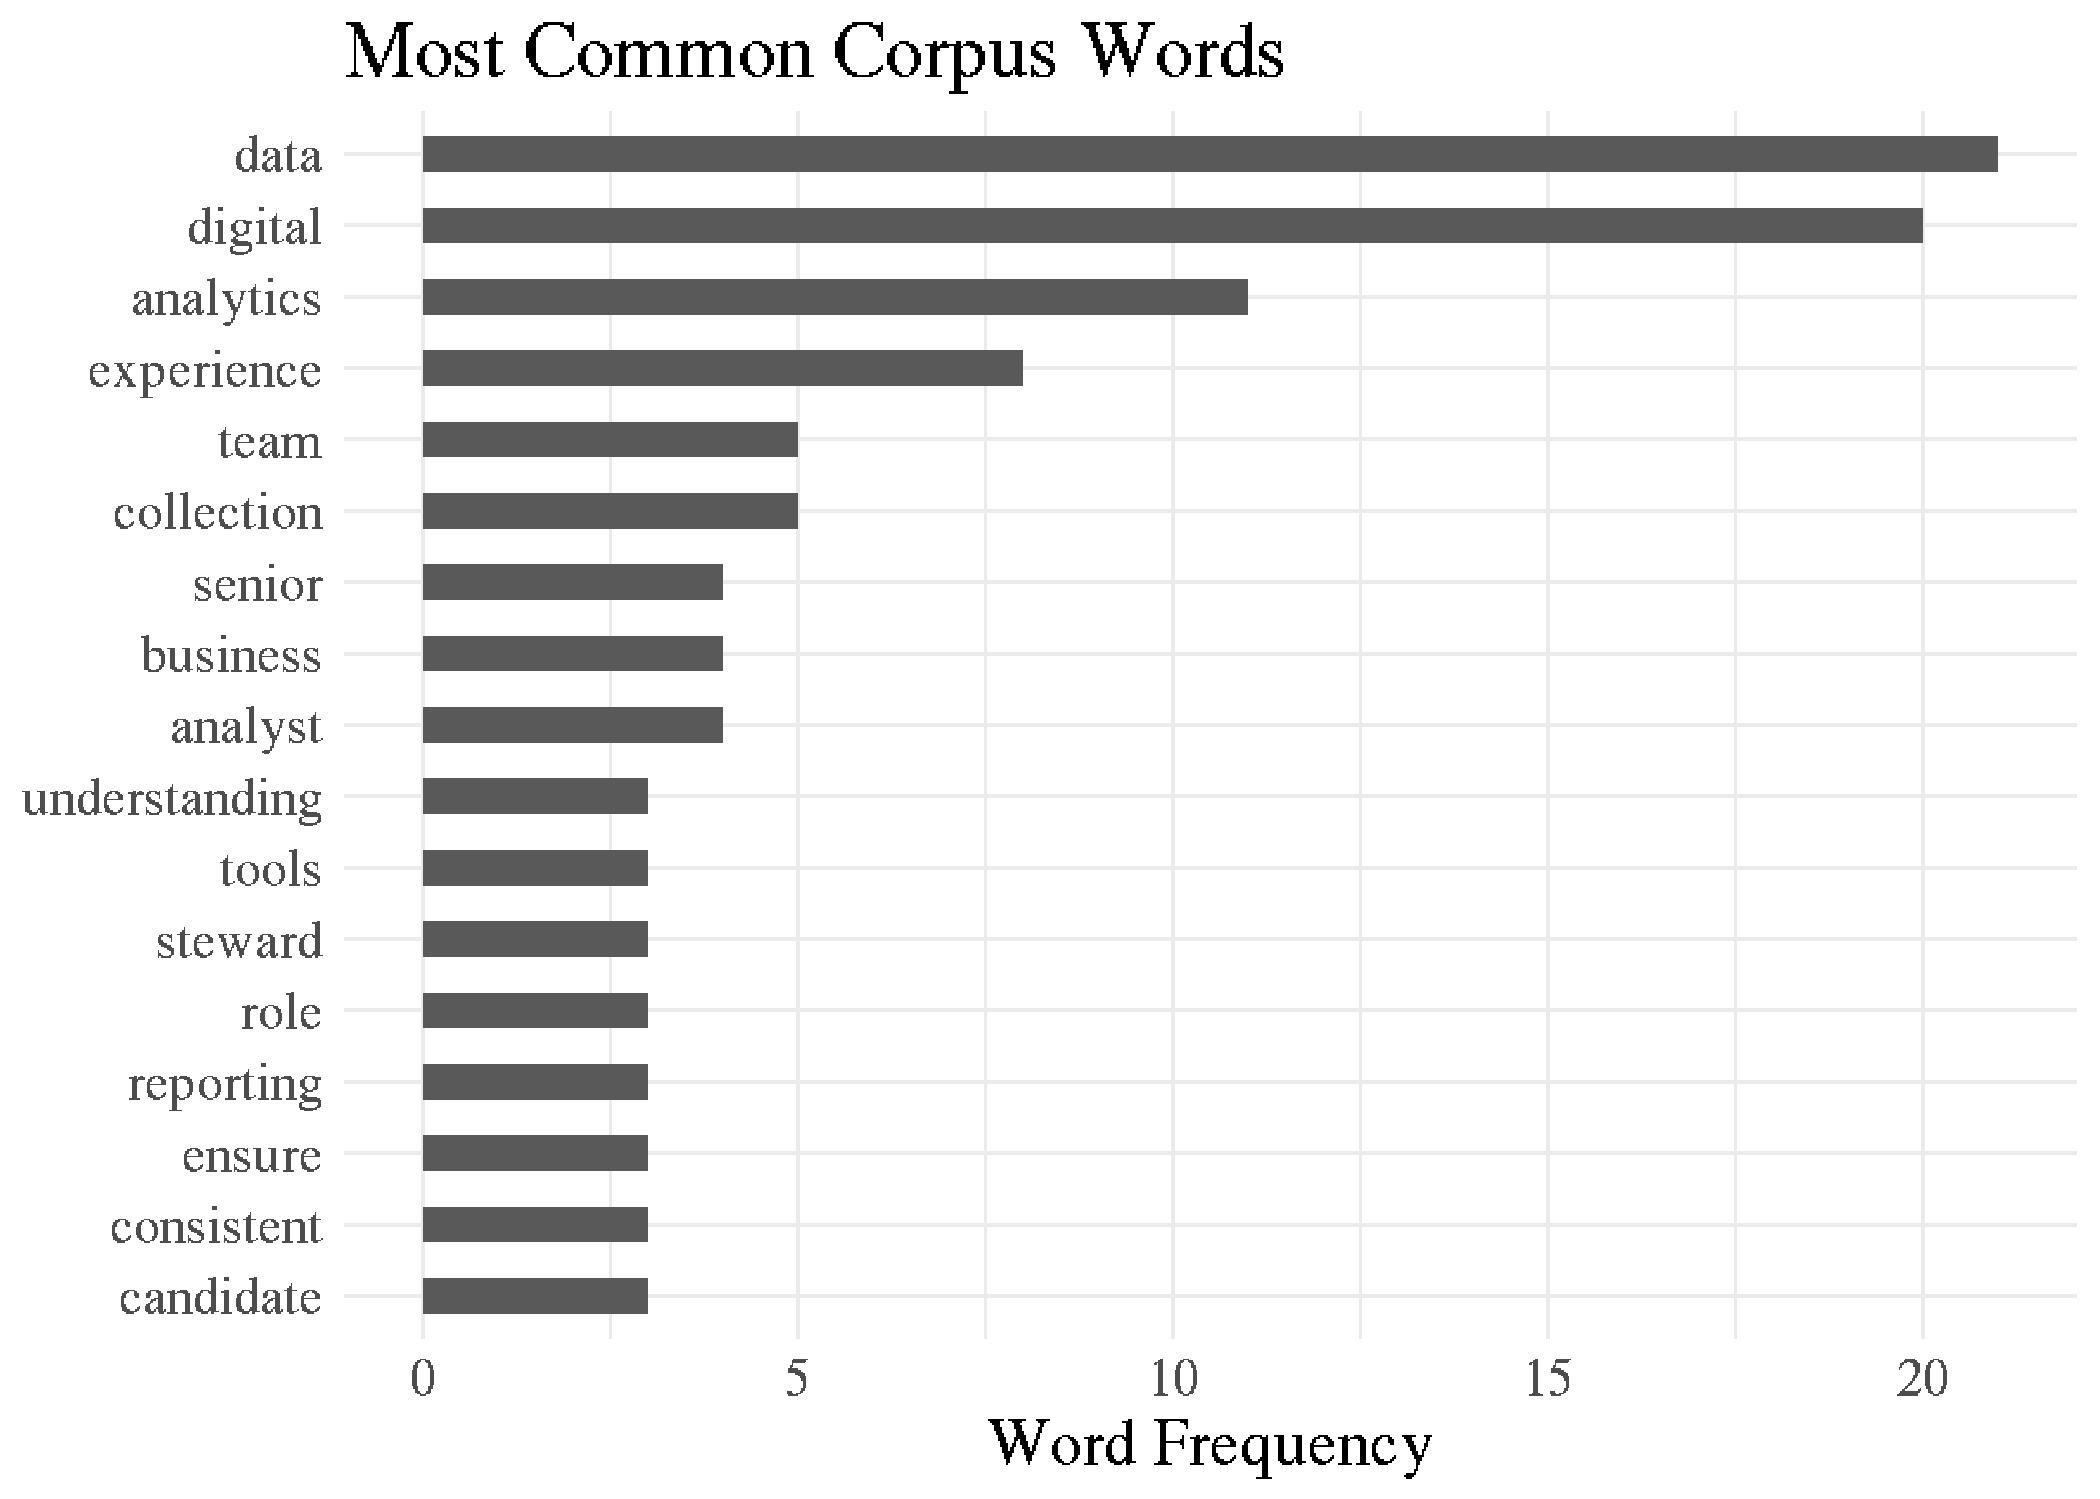 Most Common Corpus Words
data
digital
analytics
experience
team
collection
senior
business
analyst
understanding
tools
steward
role
reporting
ensure
consistent
candidate
0 5 10 15 20
Word Frequency